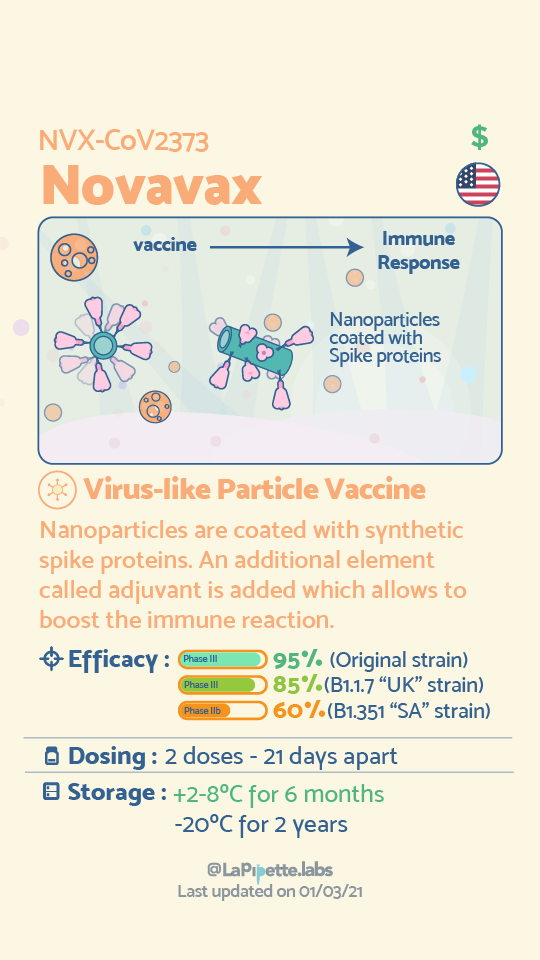 NVX-CoV2373
$
Novavax
vaccine
Immune
Response
Nanoparticles
coated with
Spike proteins
Virus-like Particle Vaccine
Nanoparticles are coated with synthetic
spike proteins. An additional element
called adjuvant is added which allows to
boost the immune reaction.
Efficacy : Phase III 95% (Original strain)
Phase III 85% (B1.1.7 “UK” strain)
Phase IIb 60% (B1.351 “SA” strain)
Dosing : 2 doses - 21 days apart
Storage : +2-8ºC for 6 months
-20ºC for 2 years
@LaPipette.labs
Last updated on 01/03/21